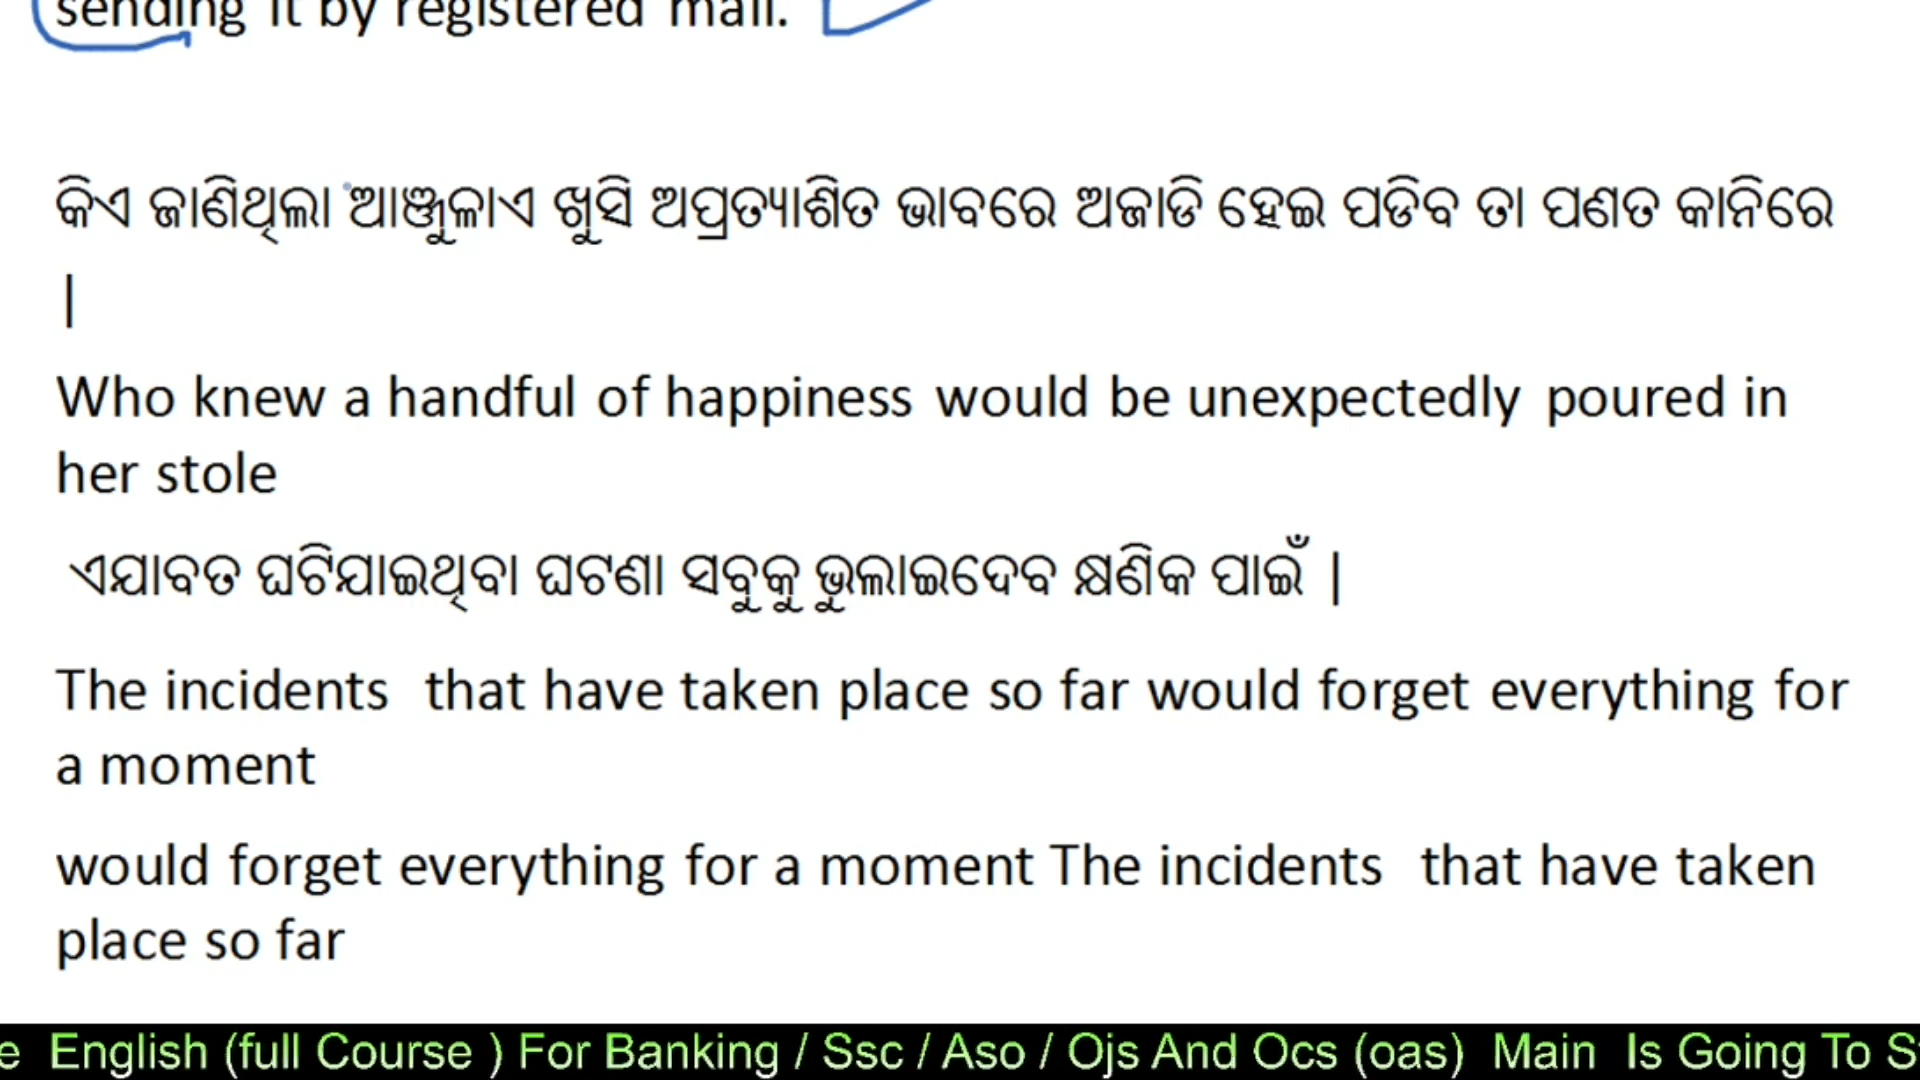 sending it by registered mail.
କିଏ ଜାଣିଥିଲା ଆଞ୍ଜୁଳାଏ ଖୁସି ଅପ୍ରତ୍ୟାଶିତ ଭାବରେ ଅଜାଡି ହେଇ ପଡିବ ତା ପଣତ କାନିରେ
|
Who knew a handful of happiness would be unexpectedly poured in
her stole
ଏଯାବତ ଘଟିଯାଇଥିବା ଘଟଣା ସବୁକୁ ଭୁଲାଇଦେବ କ୍ଷଣିକ ପାଇଁ |
The incidents that have taken place so far would forget everything for
a moment
would forget everything for a moment The incidents that have taken
place so far
e English (full Course ) For Banking / Ssc / Aso / Ojs And Ocs (oas) Main Is Going To S